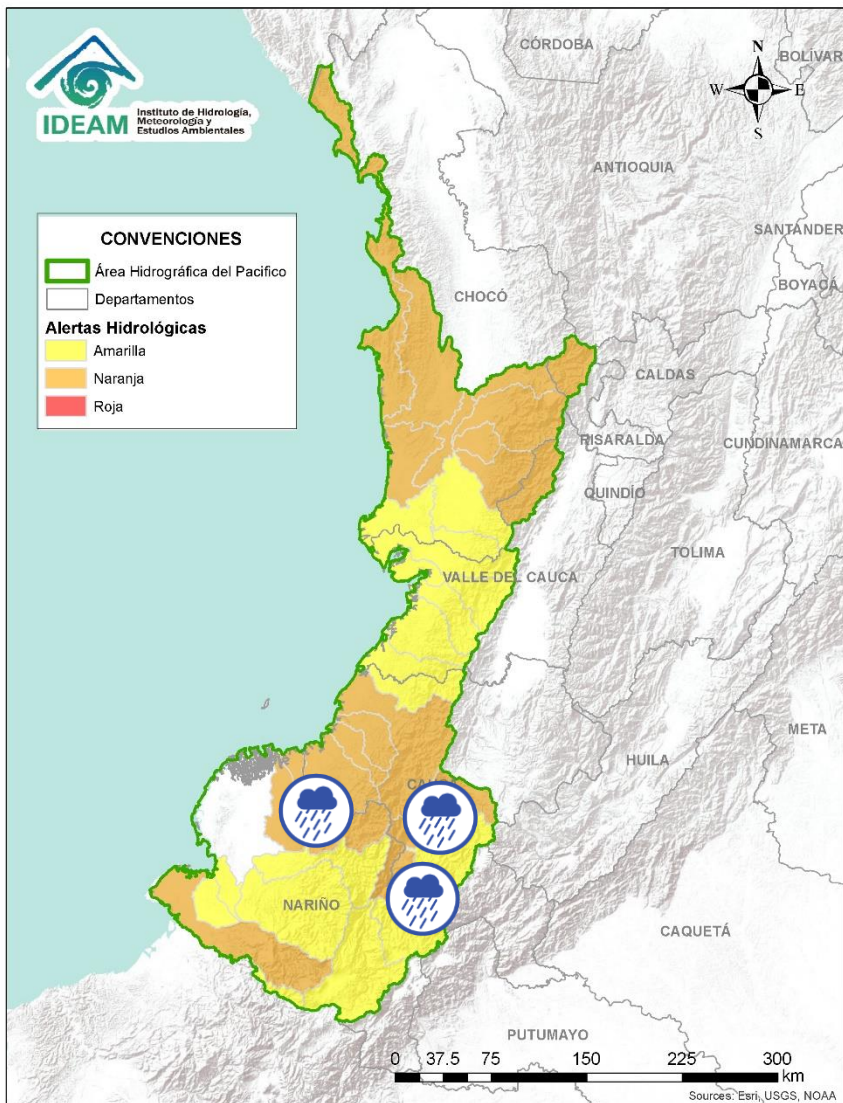 IDEAM
Instituto de Hidrología,
Meteorología y
Estudios Ambientales
N
W E
S
CÓRDOBA
BOLÍVAR
ANTIOQUIA
SANTANDER
BOYACÁ
CONVENCIONES
Área Hidrográfica del Pacifico
Departamentos
Alertas Hidrológicas
Amarilla
Naranja
Roja
CHOCÓ
CALDAS
RISARALDA
CUNDINAMARCA
QUINDÍO
TOLIMA
VALLE DEL CAUCA
META
HUILA
NARIÑO
CAQUETÁ
PUTUMAYO
0 37.5 75 150 225 300
km
Sources: Esri, USGS, NOAA